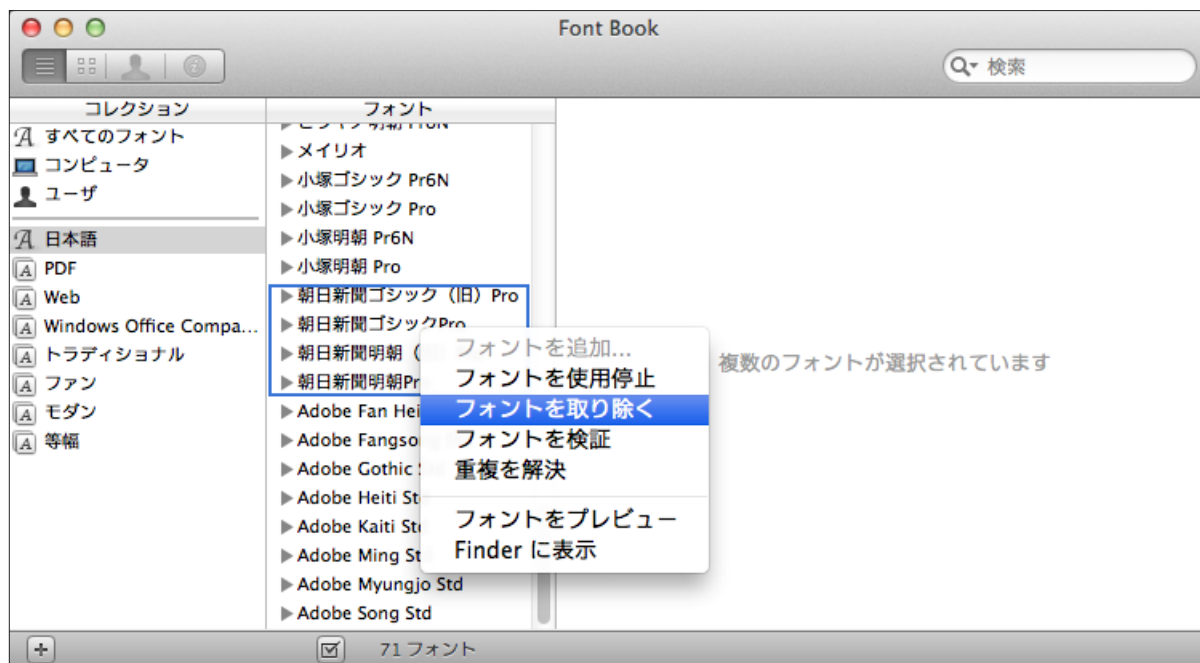 Font Book
検索
コレクション
すべてのフォント
コンピュータ
ユーザ
日本語
PDF
Web
Windows Office Compa...
トラディショナル
ファン
モダン
等幅
フォント
メイリオ
小塚ゴシック Pr6N
小塚ゴシック Pro
小塚明朝 Pr6N
小塚明朝 Pro
朝日新聞ゴシック（旧）Pro
朝日新聞ゴシックPro
朝日新聞明朝（
朝日新聞明朝Pr
Adobe Fan Hei
Adobe Fangso
Adobe Gothic
Adobe Heiti St
Adobe Kaiti St
Adobe Ming St
Adobe Myungjo Std
Adobe Song Std
フォントを追加...
フォントを使用停止
フォントを取り除く
フォントを検証
重複を解決
フォントをプレビュー
Finder に表示
複数のフォントが選択されています
71 フォント